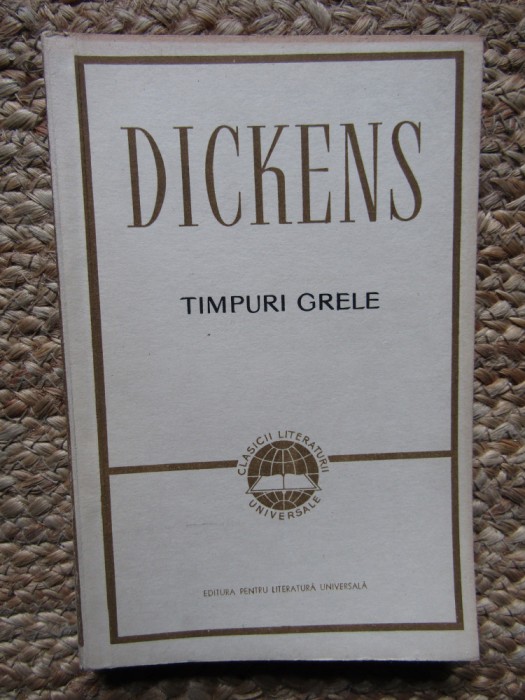 DICKENS
TIMPURI GRELE
CLASICII LITERATURII
UNIVERSALE
EDITURA PENTRU LITERATURĂ UNIVERSALĂ